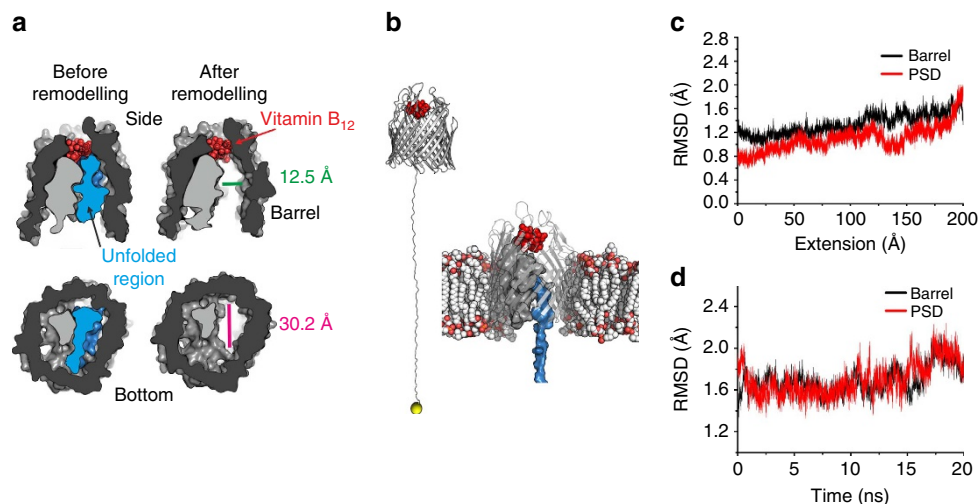 a
Before
remodelling
After
remodelling
Side
Vitamin B12
12.5 Å
Barrel
Unfolded
region
30.2 Å
Bottom
b
c
2.8
2.4
2.0
1.6
1.2
0.8
0.4
RMSD (Å)
Barrel
PSD
0 50 100 150 200
Extension (Å)
d
2.4
2.0
1.6
1.2
RMSD (Å)
Barrel
PSD
0 5 10 15 20
Time (ns)